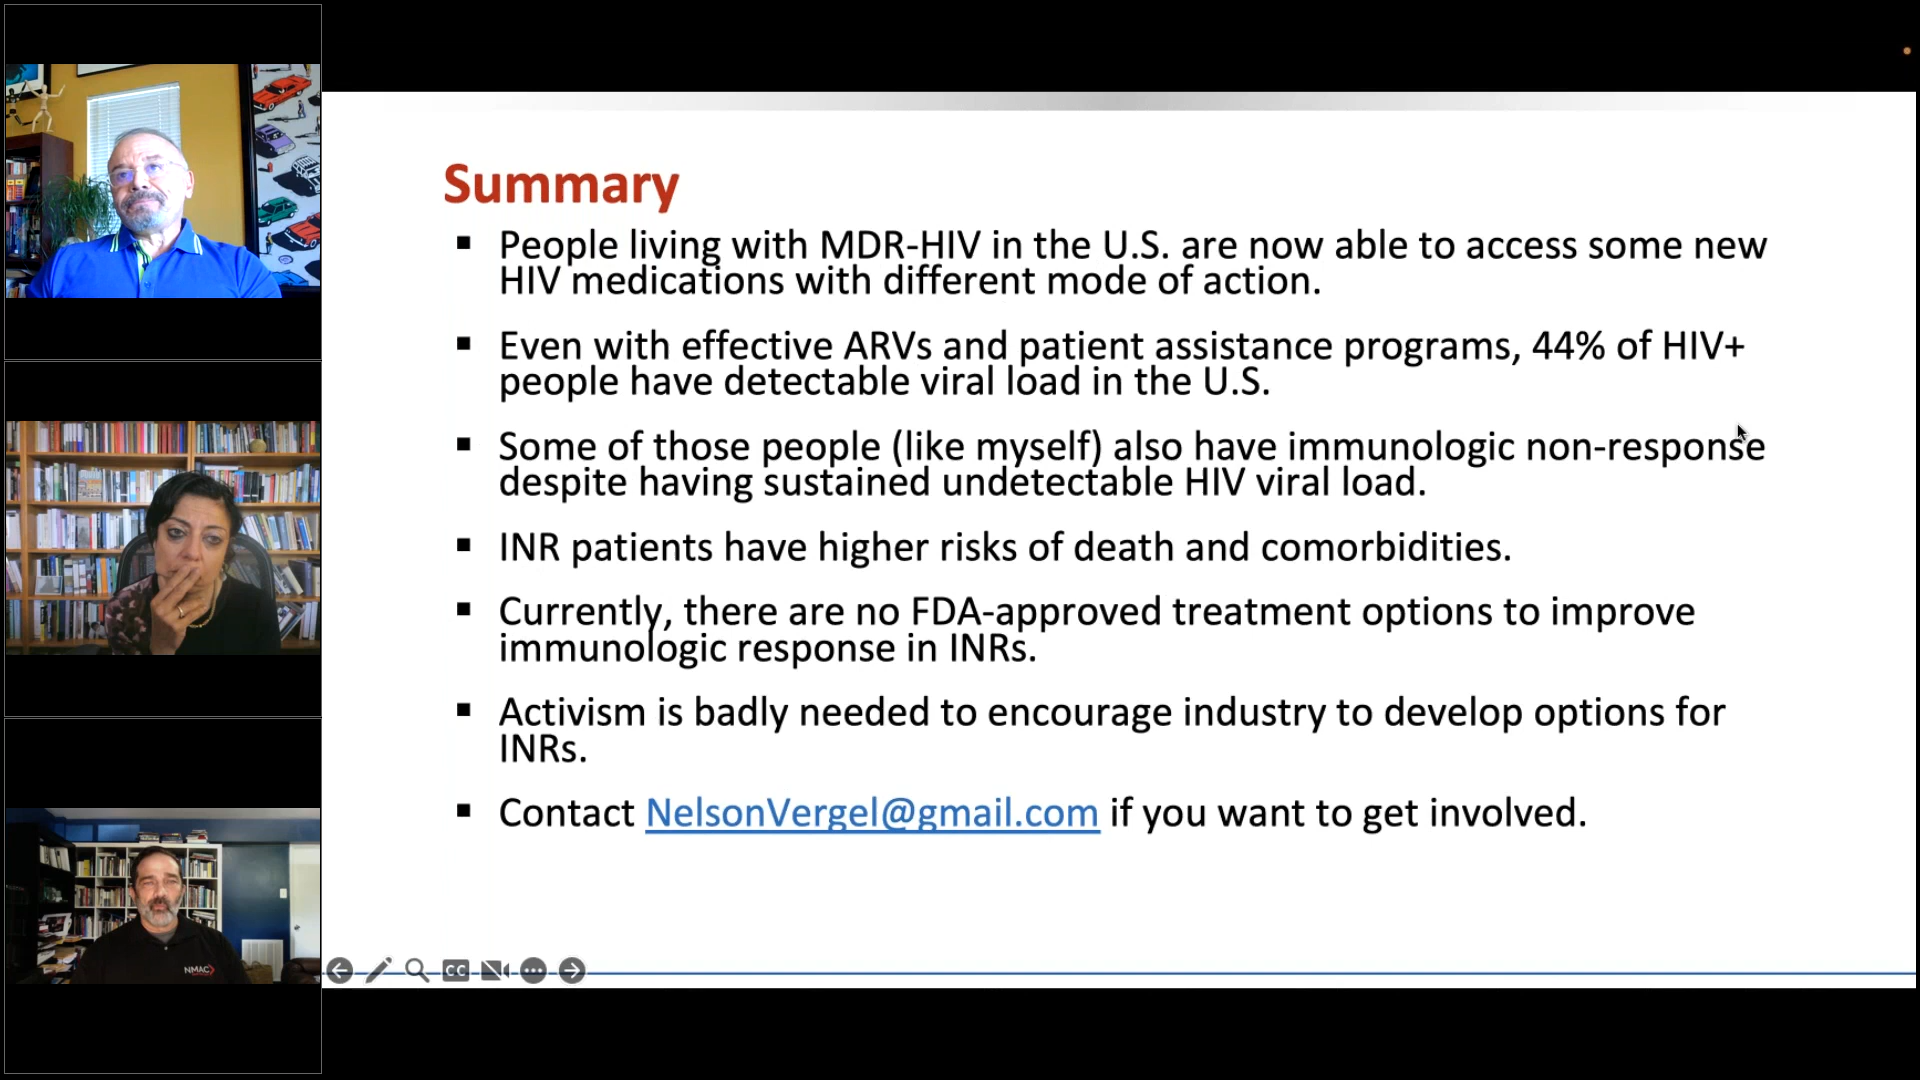 Summary
▪ People living with MDR-HIV in the U.S. are now able to access some new
HIV medications with different mode of action.
▪ Even with effective ARVs and patient assistance programs, 44% of HIV+
people have detectable viral load in the U.S.
▪ Some of those people (like myself) also have immunologic non-response
despite having sustained undetectable HIV viral load.
▪ INR patients have higher risks of death and comorbidities.
▪ Currently, there are no FDA-approved treatment options to improve
immunologic response in INRs.
▪ Activism is badly needed to encourage industry to develop options for
INRs.
▪ Contact NelsonVergel@gmail.com if you want to get involved.
NMAC
CC